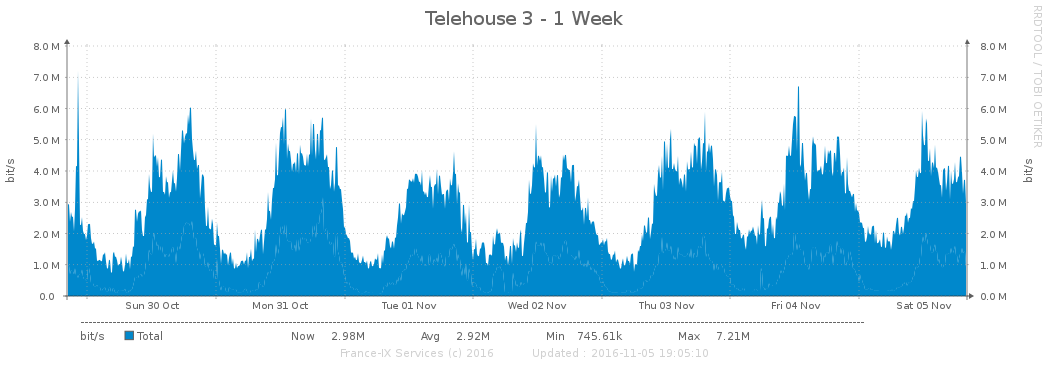 Telehouse 3 - 1 Week
RRDTOOL / TOBI OETIKER
8.0 M 8.0 M
7.0 M 7.0 M
6.0 M 6.0 M
5.0 M 5.0 M
4.0 M 4.0 M
3.0 M 3.0 M
2.0 M 2.0 M
1.0 M 1.0 M
0.0 0.0 M
bit/s bit/s
Sun 30 Oct Mon 31 Oct Tue 01 Nov Wed 02 Nov Thu 03 Nov Fri 04 Nov Sat 05 Nov
bit/s Total Now 2.98M Avg 2.92M Min 745.61k Max 7.21M
France-IX Services (c) 2016 Updated : 2016-11-05 19:05:10